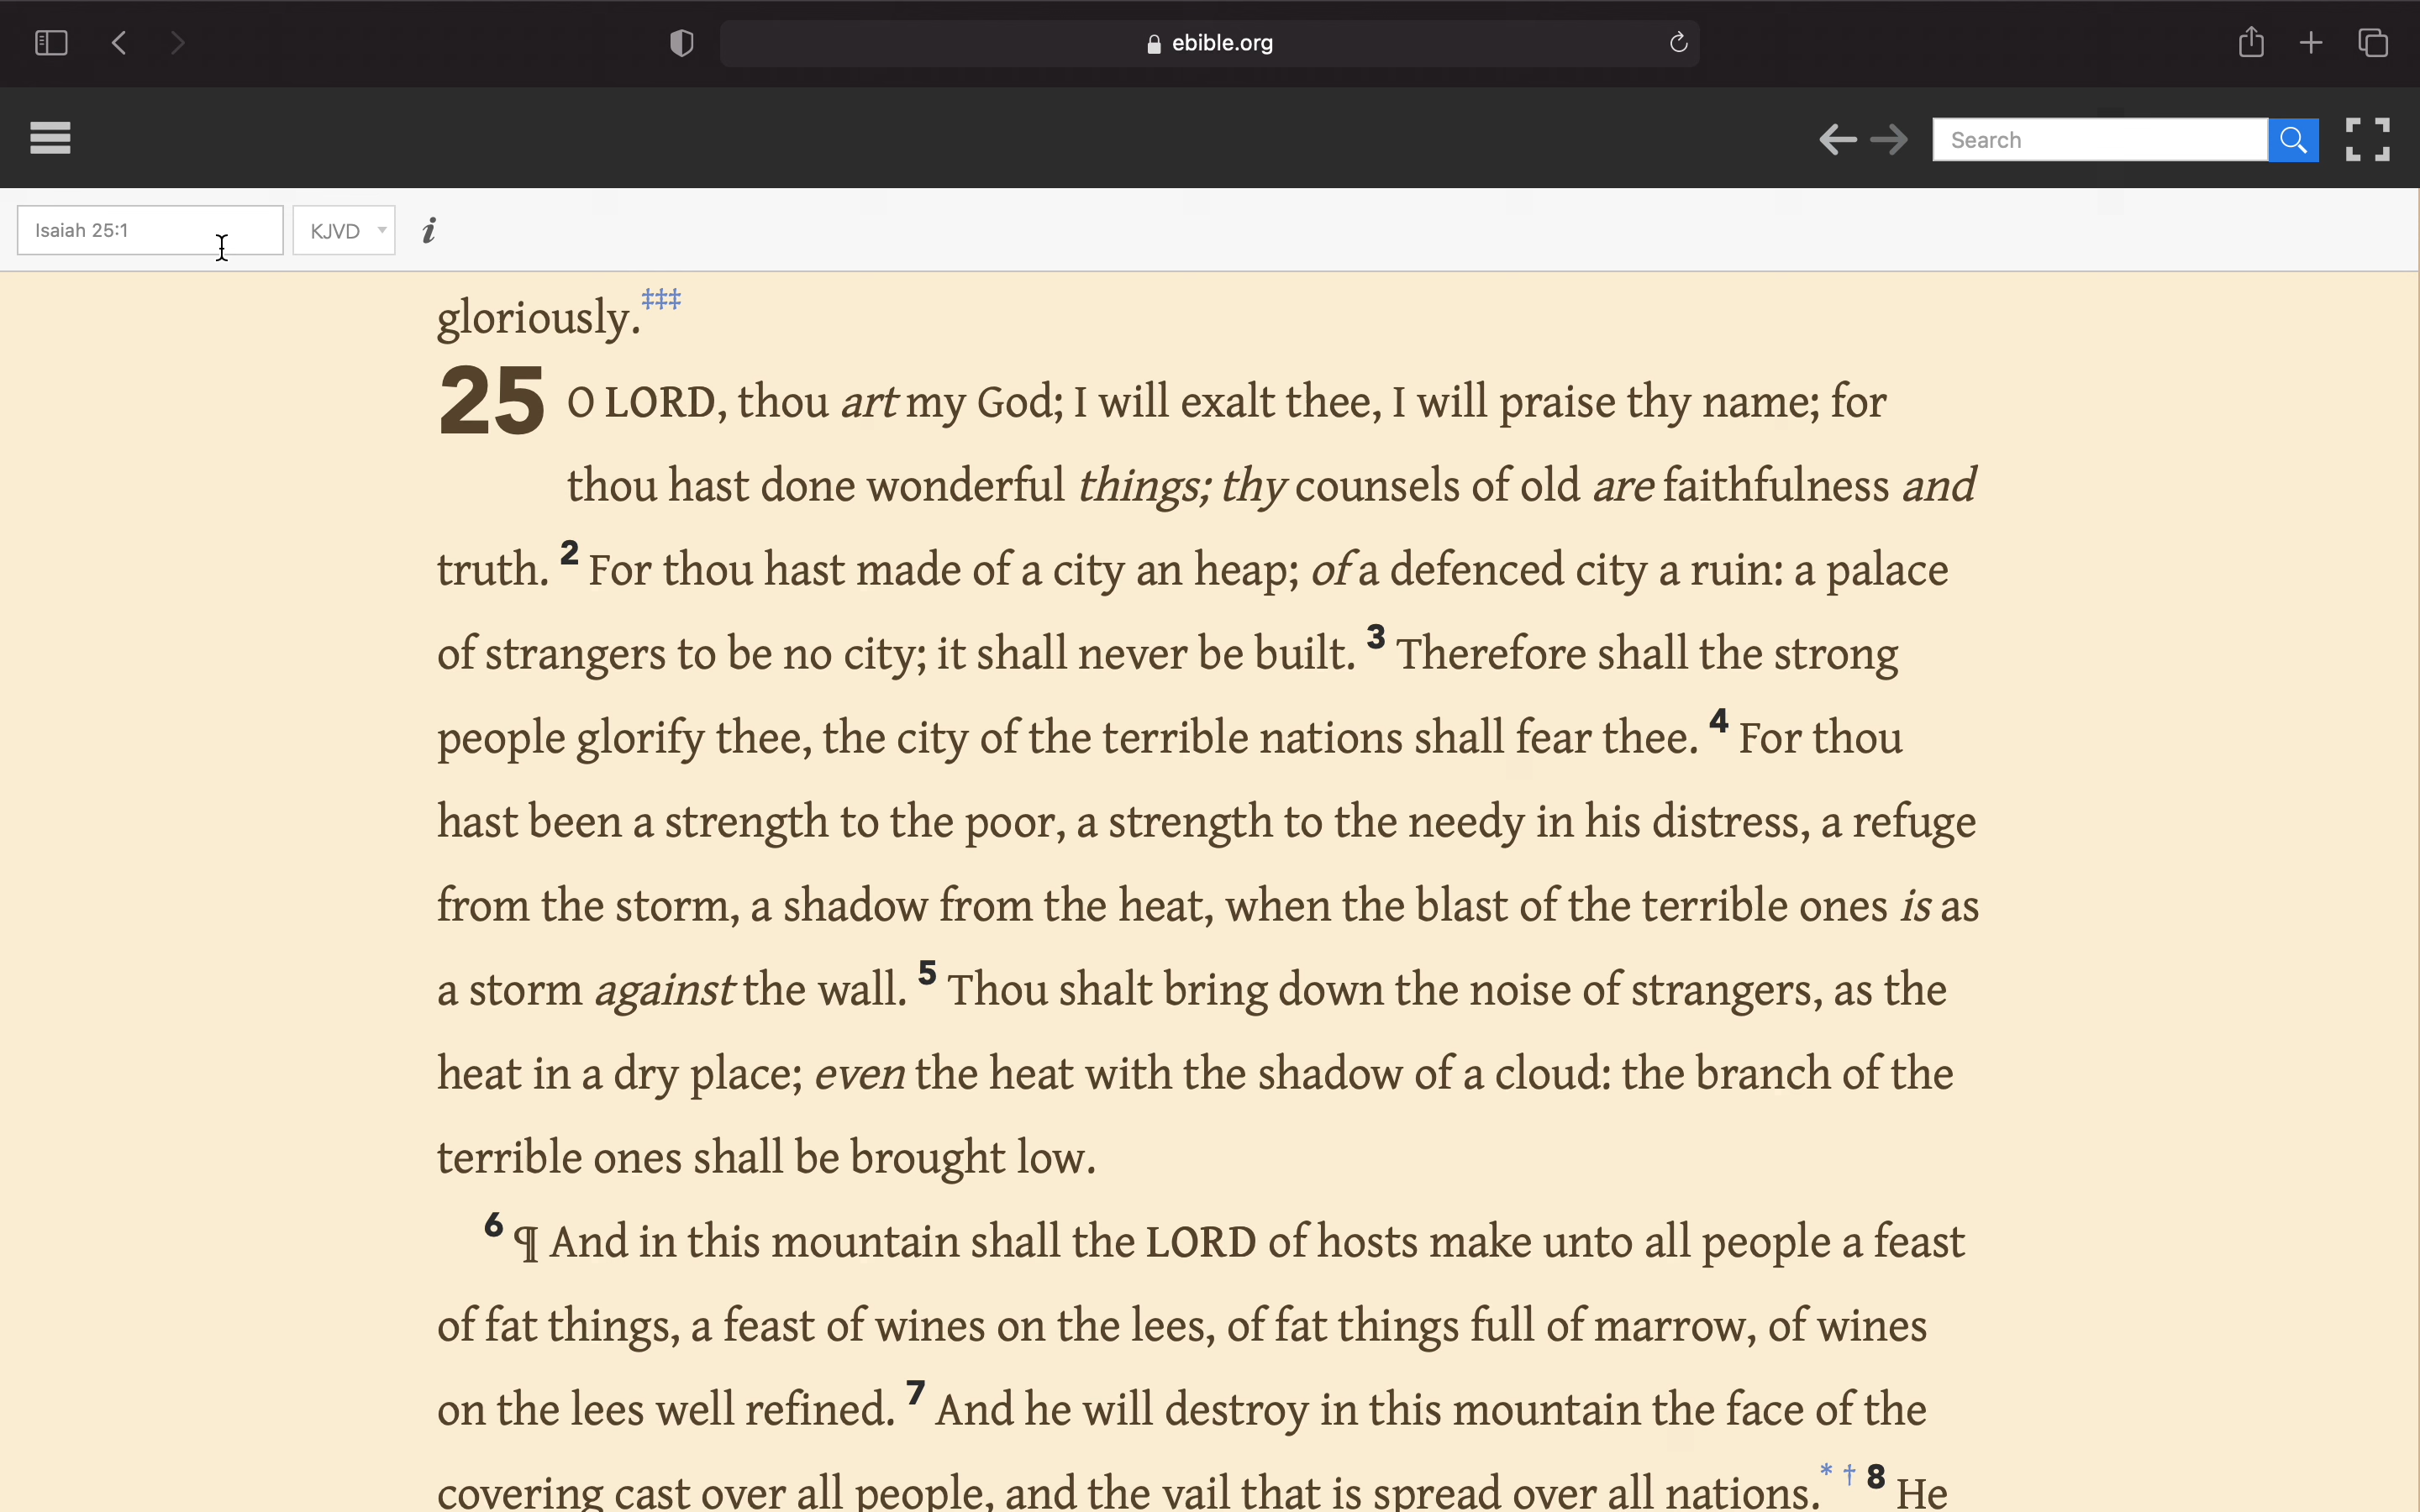 ebible.org
Search
Isaiah 25:1 KJVD i
gloriously.‡‡‡
25 O LORD, thou art my God; I will exalt thee, I will praise thy name; for
thou hast done wonderful things; thy counsels of old are faithfulness and
truth. 2 For thou hast made of a city an heap; of a defenced city a ruin: a palace
of strangers to be no city; it shall never be built. 3 Therefore shall the strong
people glorify thee, the city of the terrible nations shall fear thee. 4 For thou
hast been a strength to the poor, a strength to the needy in his distress, a refuge
from the storm, a shadow from the heat, when the blast of the terrible ones is as
a storm against the wall. 5 Thou shalt bring down the noise of strangers, as the
heat in a dry place; even the heat with the shadow of a cloud: the branch of the
terrible ones shall be brought low.
6 ¶ And in this mountain shall the LORD of hosts make unto all people a feast
of fat things, a feast of wines on the lees, of fat things full of marrow, of wines
on the lees well refined. 7 And he will destroy in this mountain the face of the
covering cast over all people, and the vail that is spread over all nations.* † 8 He